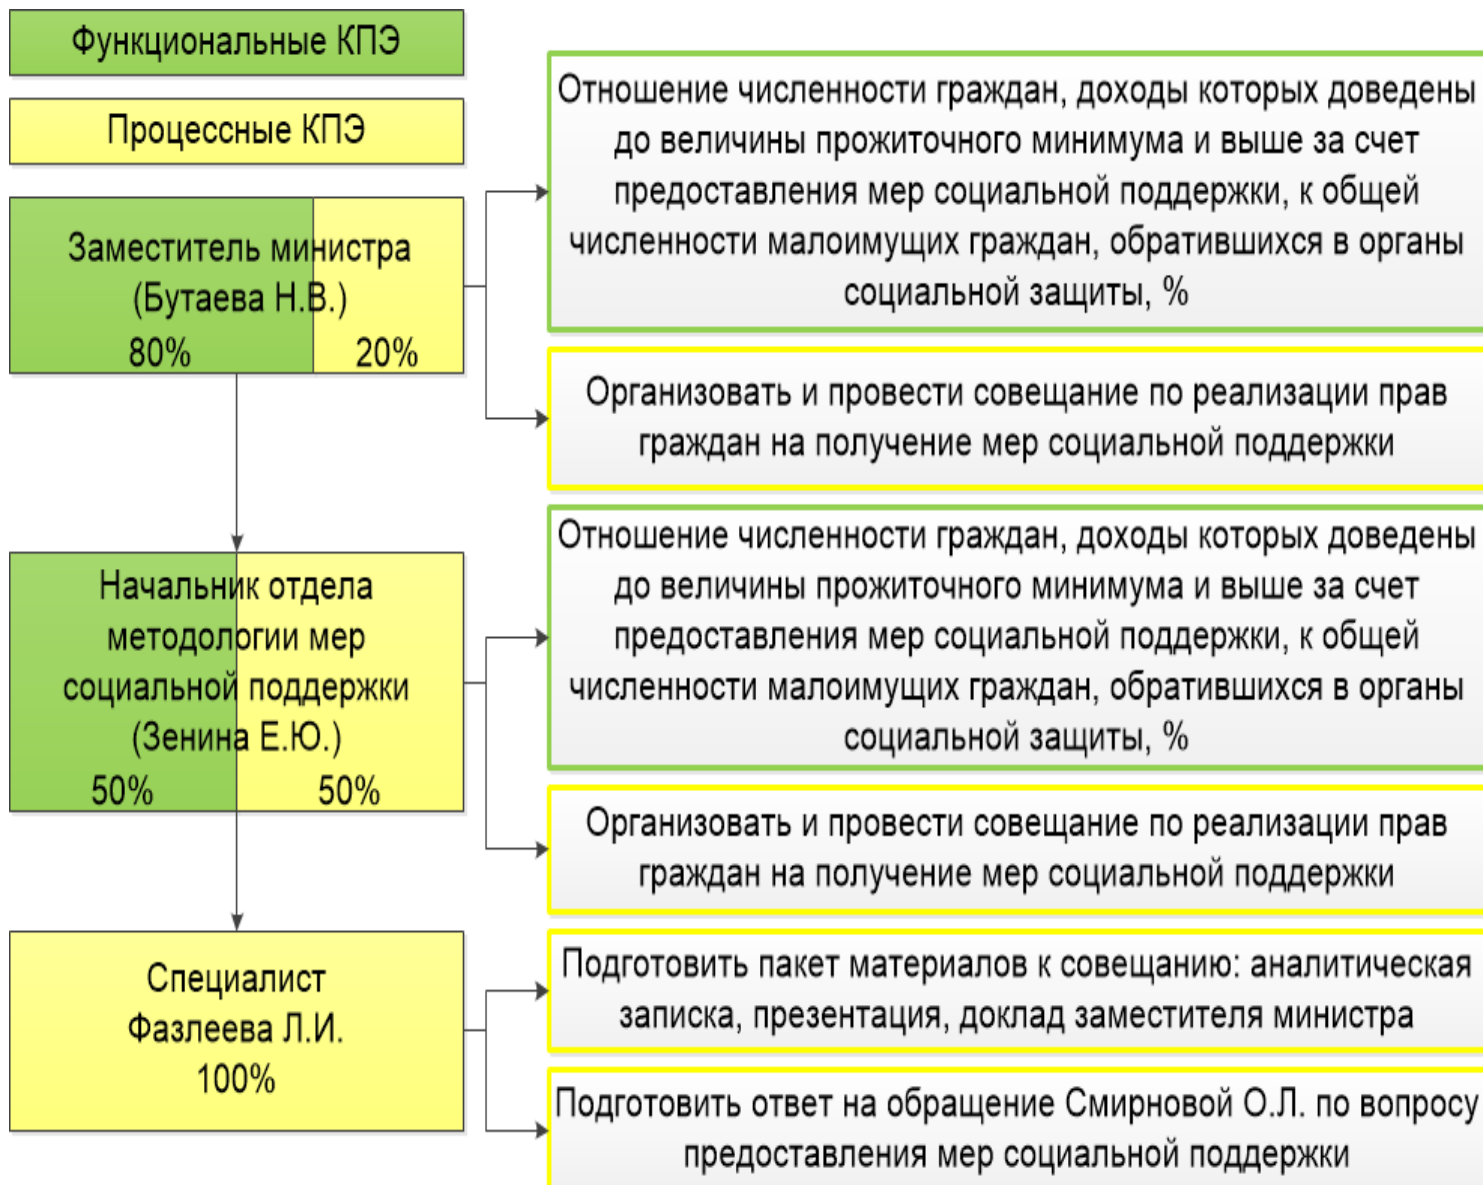 Функциональные КПЭ
Процессные КПЭ
Заместитель министра
(Бутаева Н.В.)
80% 20%
Отношение численности граждан, доходы которых доведены
до величины прожиточного минимума и выше за счет
предоставления мер социальной поддержки, к общей
численности малоимущих граждан, обратившихся в органы
социальной защиты, %
Организовать и провести совещание по реализации прав
граждан на получение мер социальной поддержки
Начальник отдела
методологии мер
социальной поддержки
(Зенина Е.Ю.)
50% 50%
Отношение численности граждан, доходы которых доведены
до величины прожиточного минимума и выше за счет
предоставления мер социальной поддержки, к общей
численности малоимущих граждан, обратившихся в органы
социальной защиты, %
Организовать и провести совещание по реализации прав
граждан на получение мер социальной поддержки
Специалист
Фазлеева Л.И.
100%
Подготовить пакет материалов к совещанию: аналитическая
записка, презентация, доклад заместителя министра
Подготовить ответ на обращение Смирновой О.Л. по вопросу
предоставления мер социальной поддержки